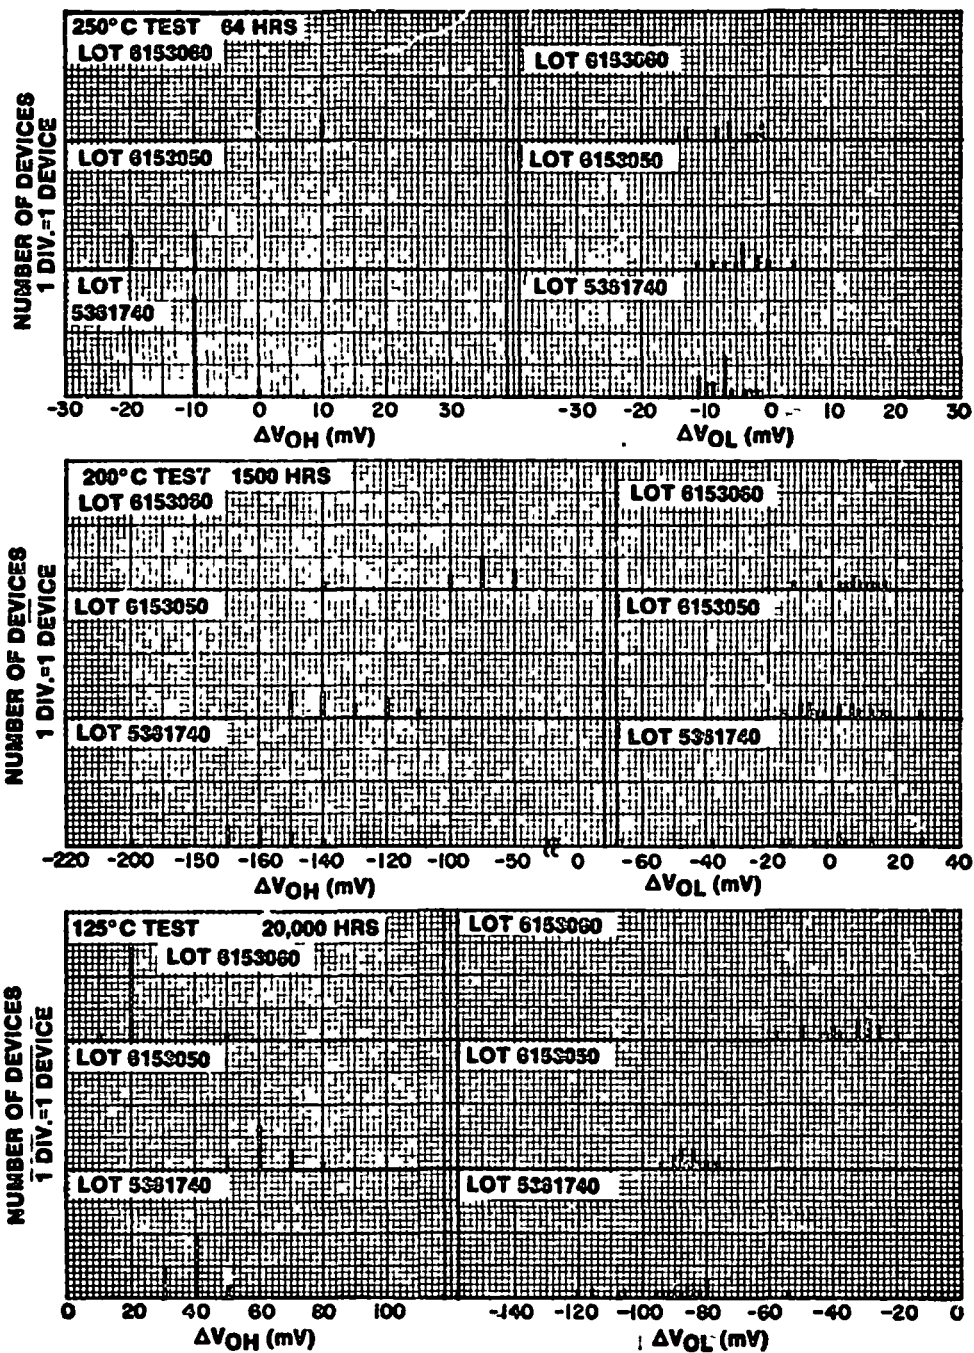 250°C TEST 64 HRS
LOT 6153060
LOT 6153060
LOT 6153050
LOT 6153050
LOT
5381740
LOT 5381740
NUMBER OF DEVICES
1 DIV.=1 DEVICE
-30 -20 -10 0 10 20 30 -30 -20 -10 0 10 20 30
ΔVOH (mV) ΔVOL (mV)
200°C TEST 1500 HRS
LOT 6153060
LOT 6153060
LOT 6153050
LOT 6153050
LOT 5381740
LOT 5381740
NUMBER OF DEVICES
1 DIV.=1 DEVICE
-220 -200 -180 -160 -140 -120 -100 -50 0 -60 -40 -20 0 20 40
ΔVOH (mV) ΔVOL (mV)
125°C TEST 20,000 HRS
LOT 6153060
LOT 6153060
LOT 6153050
LOT 6153050
LOT 5381740
LOT 5381740
NUMBER OF DEVICES
1 DIV.=1 DEVICE
0 20 40 60 80 100 -140 -120 -100 -80 -60 -40 -20 0
ΔVOH (mV) ΔVOL (mV)